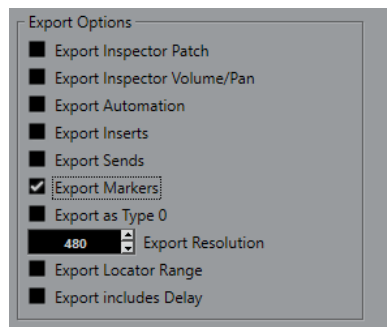 Export Options
Export Inspector Patch
Export Inspector Volume/Pan
Export Automation
Export Inserts
Export Sends
Export Markers
Export as Type 0
480 Export Resolution
Export Locator Range
Export includes Delay